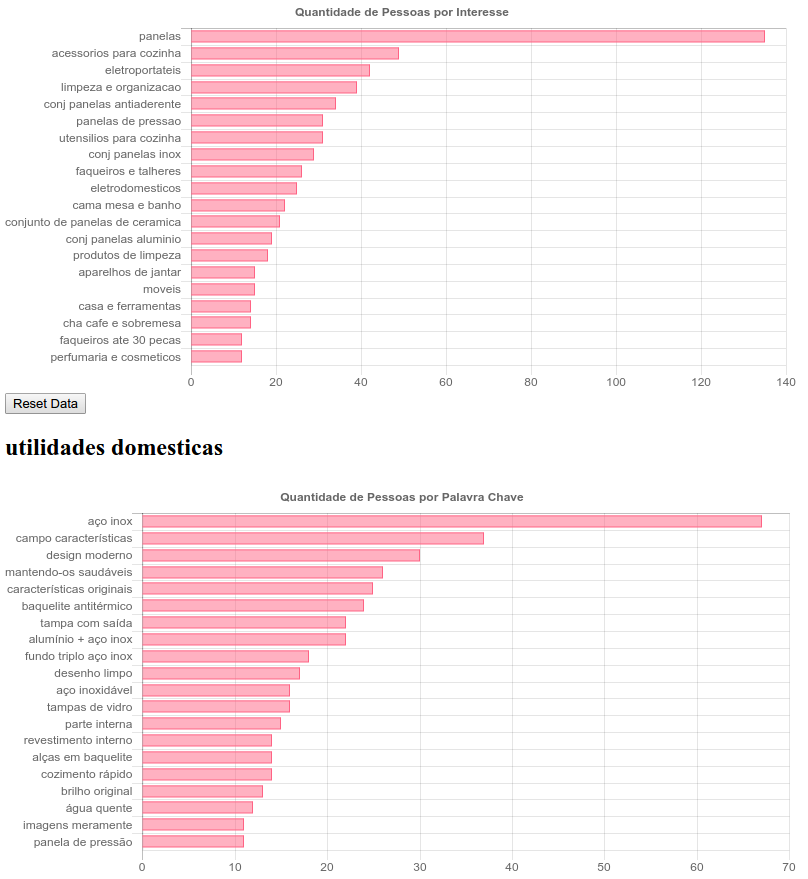 Quantidade de Pessoas por Interesse
panelas
acessorios para cozinha
eletroportateis
limpeza e organizacao
conj panelas antiaderente
panelas de pressao
utensilios para cozinha
conj panelas inox
faqueiros e talheres
eletrodomesticos
cama mesa e banho
conjunto de panelas de ceramica
conj panelas aluminio
produtos de limpeza
aparelhos de jantar
moveis
casa e ferramentas
cha cafe e sobremesa
faqueiros ate 30 pecas
perfumaria e cosmeticos
0 20 40 60 80 100 120 140
Reset Data
utilidades domesticas
Quantidade de Pessoas por Palavra Chave
aço inox
campo características
design moderno
mantendo-os saudáveis
características originais
baquelite antitérmico
tampa com saída
alumínio + aço inox
fundo triplo aço inox
desenho limpo
aço inoxidável
tampas de vidro
parte interna
revestimento interno
alças em baquelite
cozimento rápido
brilho original
água quente
imagens meramente
panela de pressão
0 10 20 30 40 50 60 70